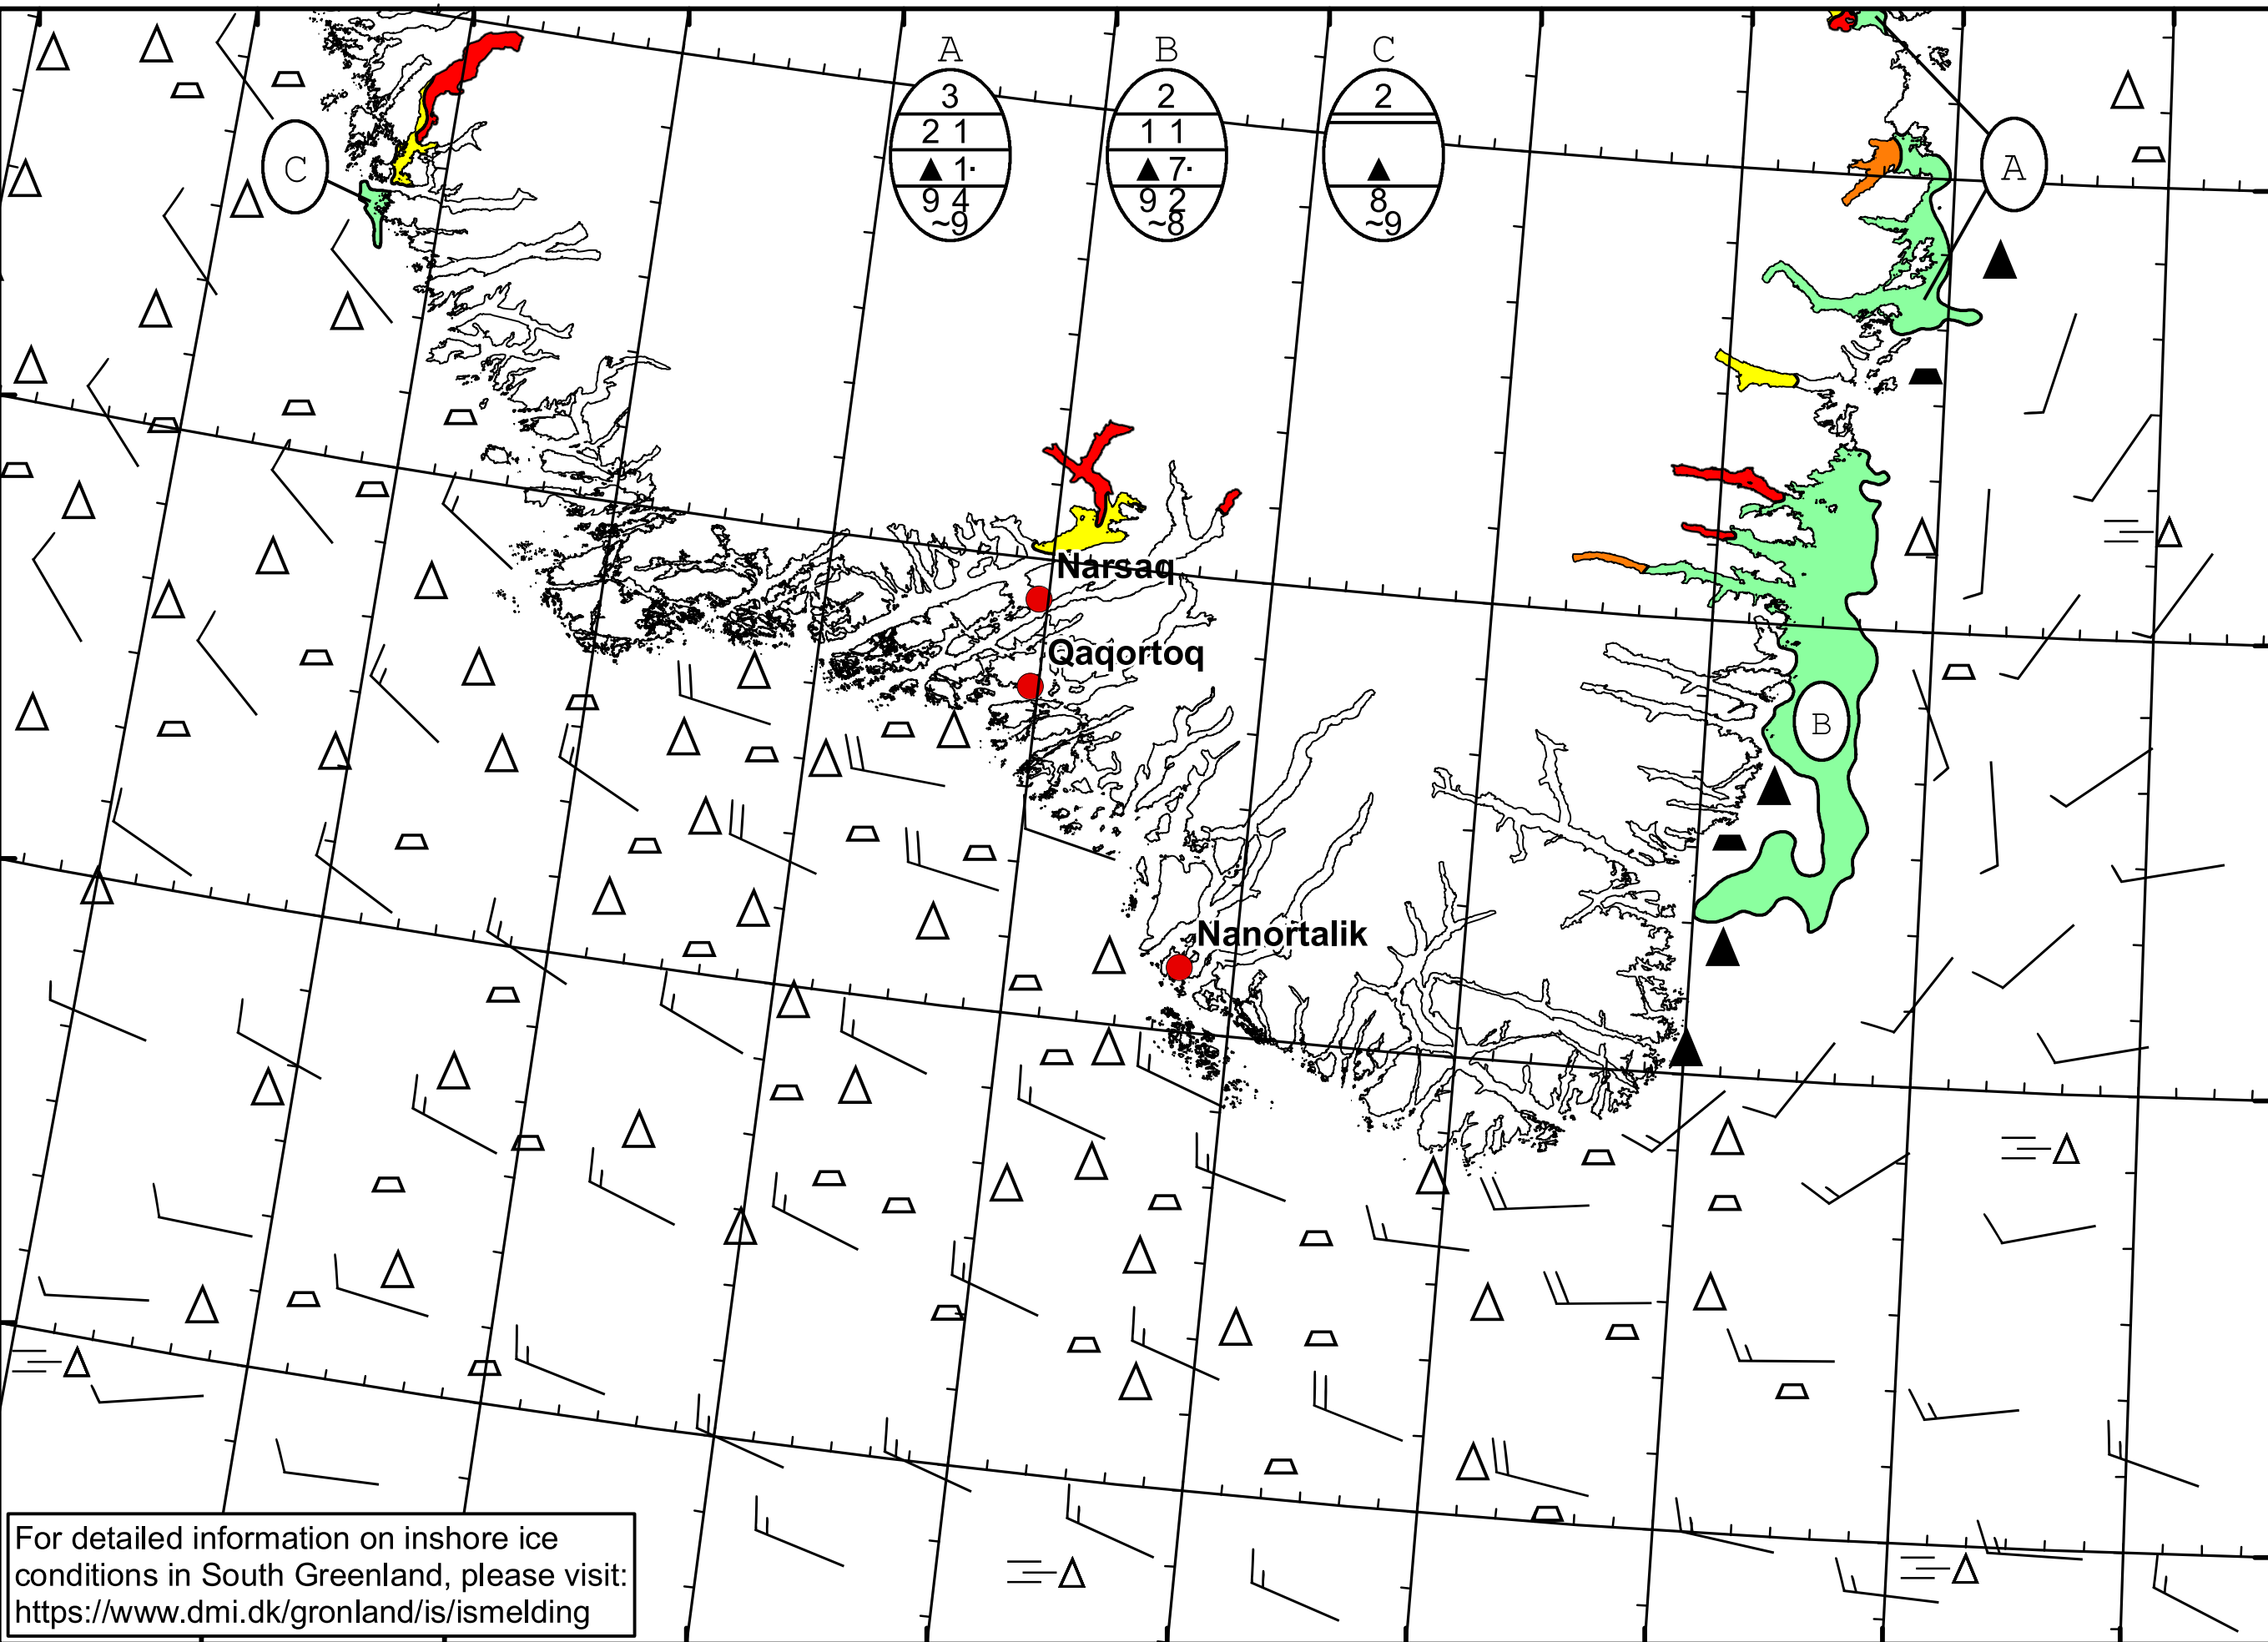 A B C
3 2 2
2 1 1 1
▲ 1· ▲ 7· ▲
9 4 9 2 8
~9 ~8 ~9
C
A
Narsaq
Qaqortoq
B
Nanortalik
For detailed information on inshore ice
conditions in South Greenland, please visit:
https://www.dmi.dk/gronland/is/ismelding